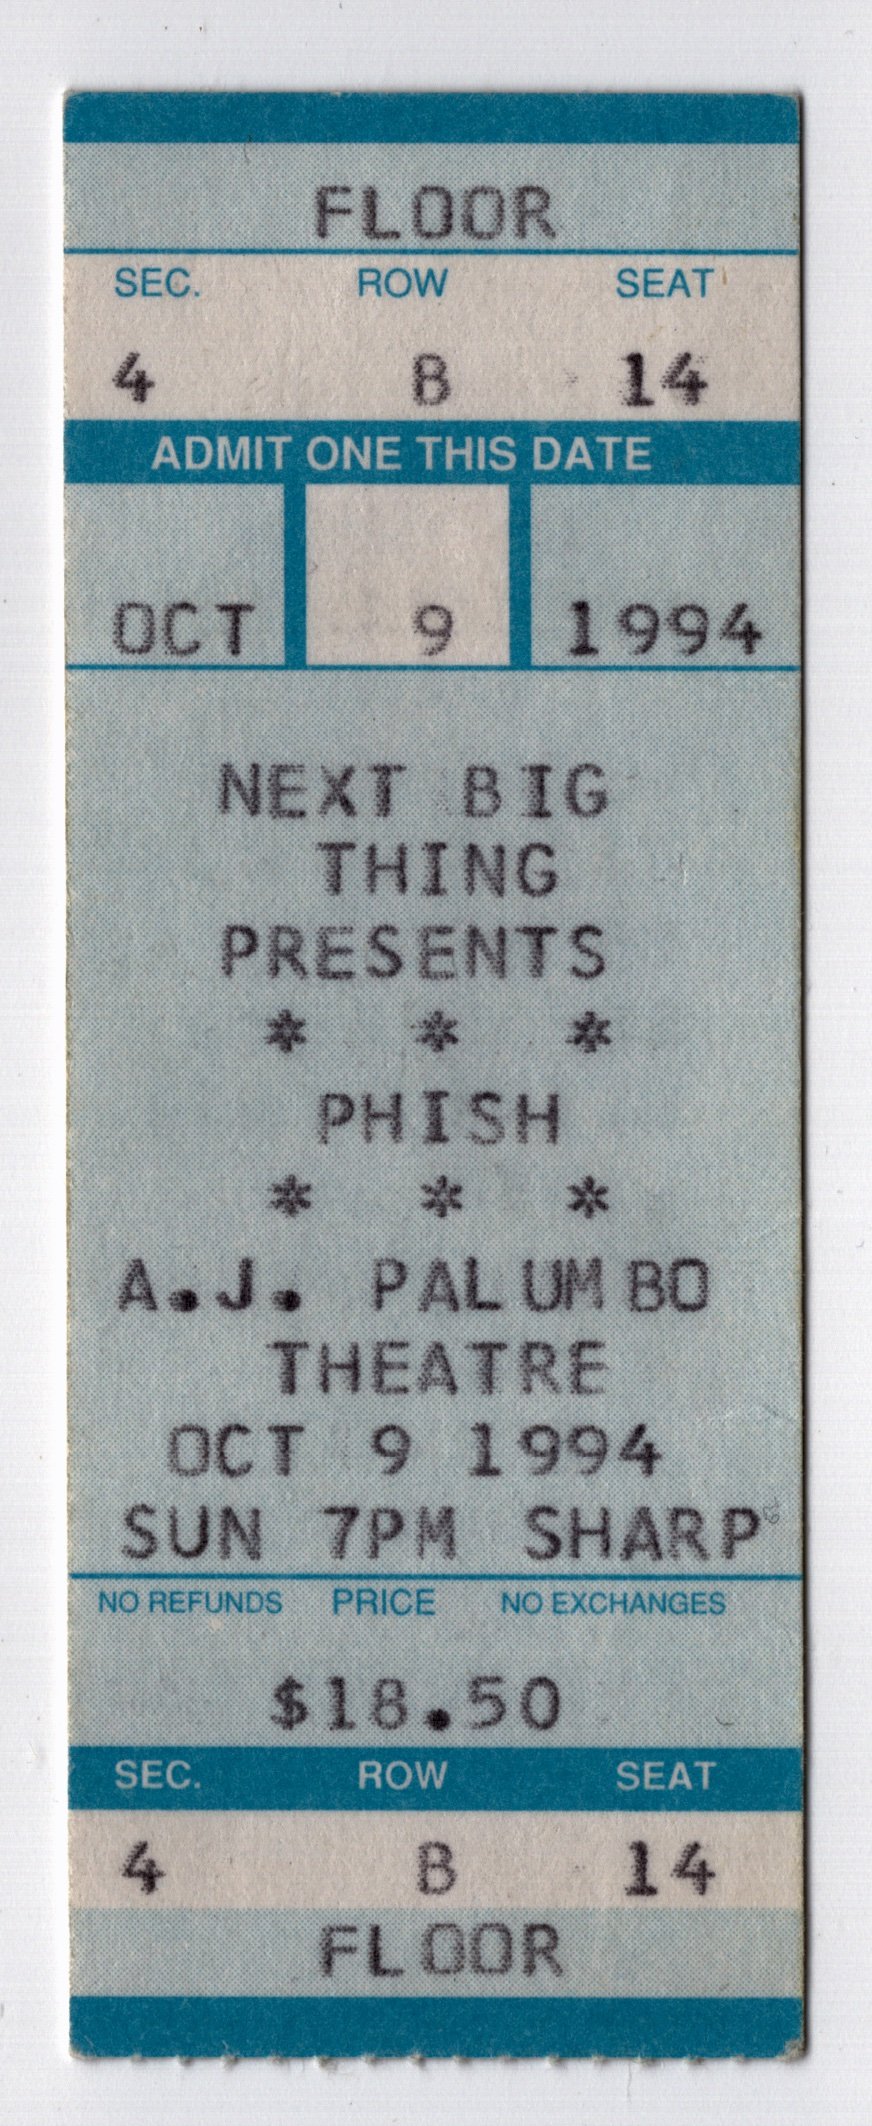 FLOOR
SEC. ROW SEAT
4 B 14
ADMIT ONE THIS DATE
OCT 9 1994
NEXT BIG
THING
PRESENTS
* * *
PHISH
* * *
A.J. PALUMBO
THEATRE
OCT 9 1994
SUN 7PM SHARP
NO REFUNDS PRICE NO EXCHANGES
$18.50
SEC. ROW SEAT
4 B 14
FLOOR